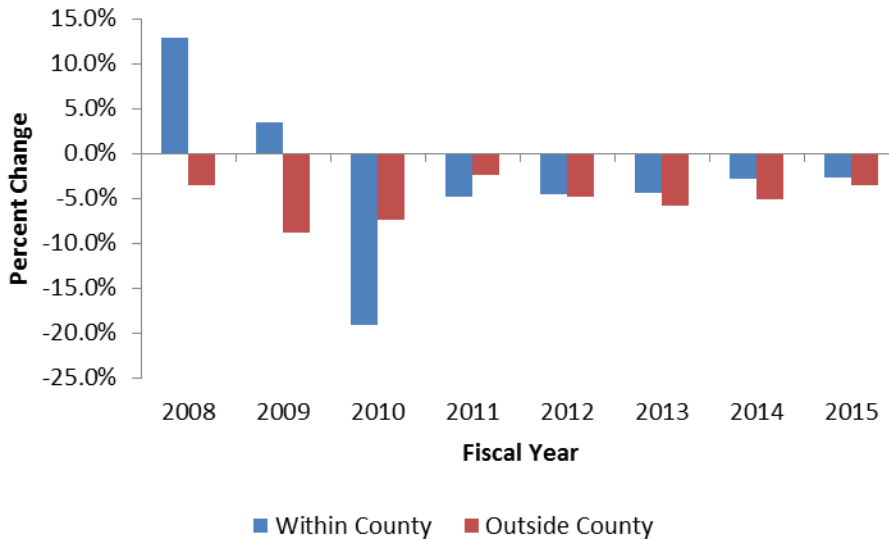 15.0%
10.0%
5.0%
0.0%
-5.0%
-10.0%
-15.0%
-20.0%
-25.0%
Percent Change
2008 2009 2010 2011 2012 2013 2014 2015
Fiscal Year
Within County Outside County